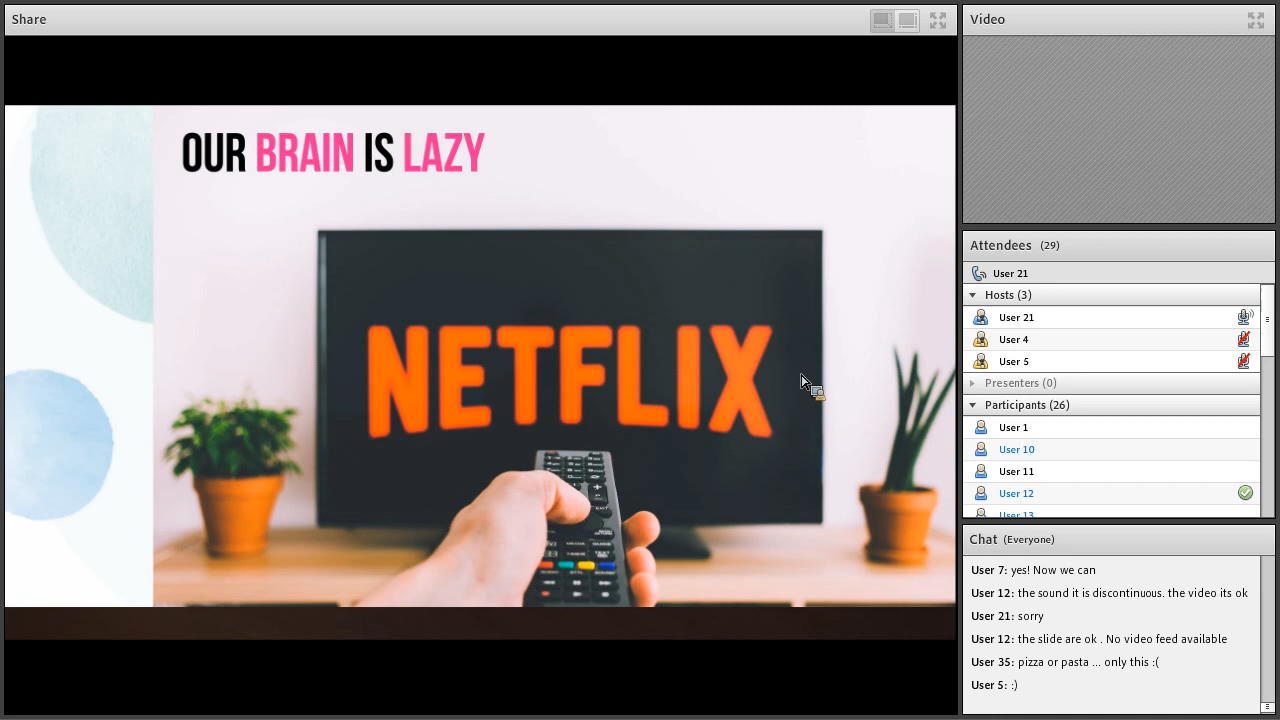 Share
OUR BRAIN IS LAZY
NETFLIX
Video
Attendees (29)
User 21
Hosts (3)
User 21
User 4
User 5
Presenters (0)
Participants (26)
User 1
User 10
User 11
User 12
User 13
Chat (Everyone)
User 7: Yes! Now we can
User 12: the sound it is discontinuous. the video its ok
User 21: sorry
User 12: the slide are ok . No video feed available
User 35: pizza or pasta ... only this :(
User 5: :)